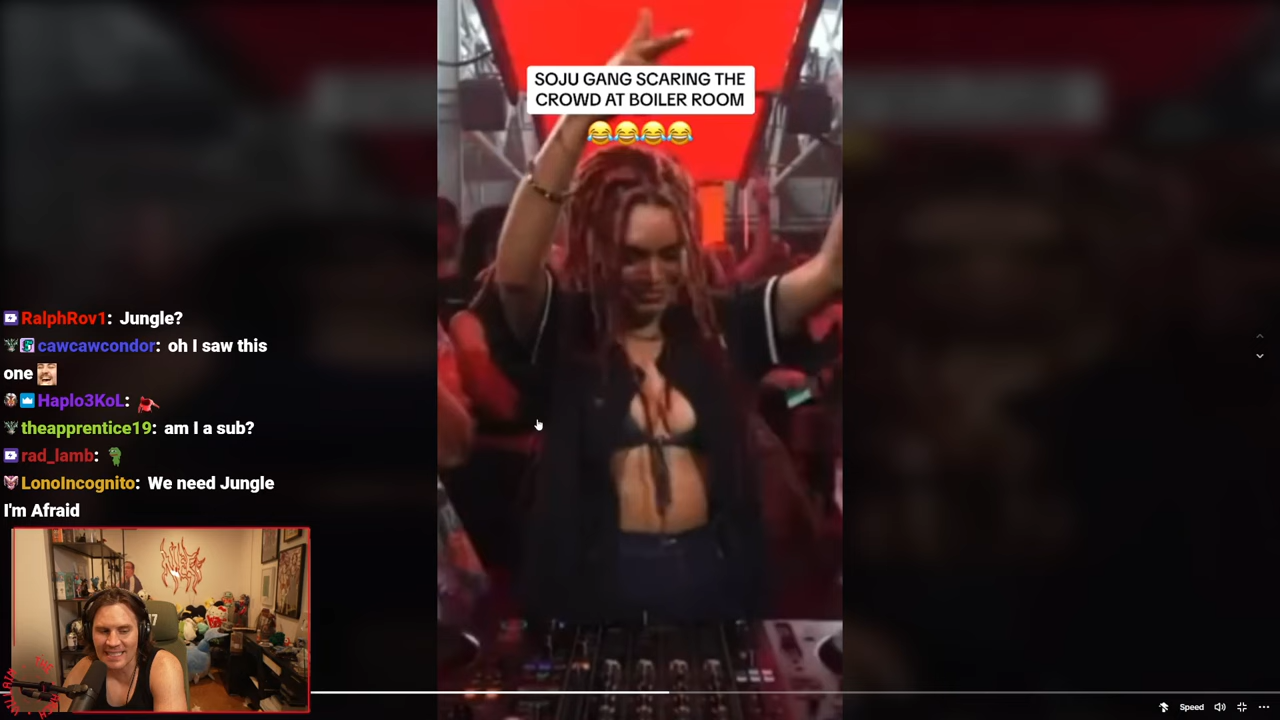 SOJU GANG SCARING THE
CROWD AT BOILER ROOM
😂😂😂😂
RalphRov1: Jungle?
cawcawcondor: oh I saw this
one
Haplo3KoL:
theapprentice19: am I a sub?
rad_lamb:
LonoIncognito: We need Jungle
I'm Afraid
Speed